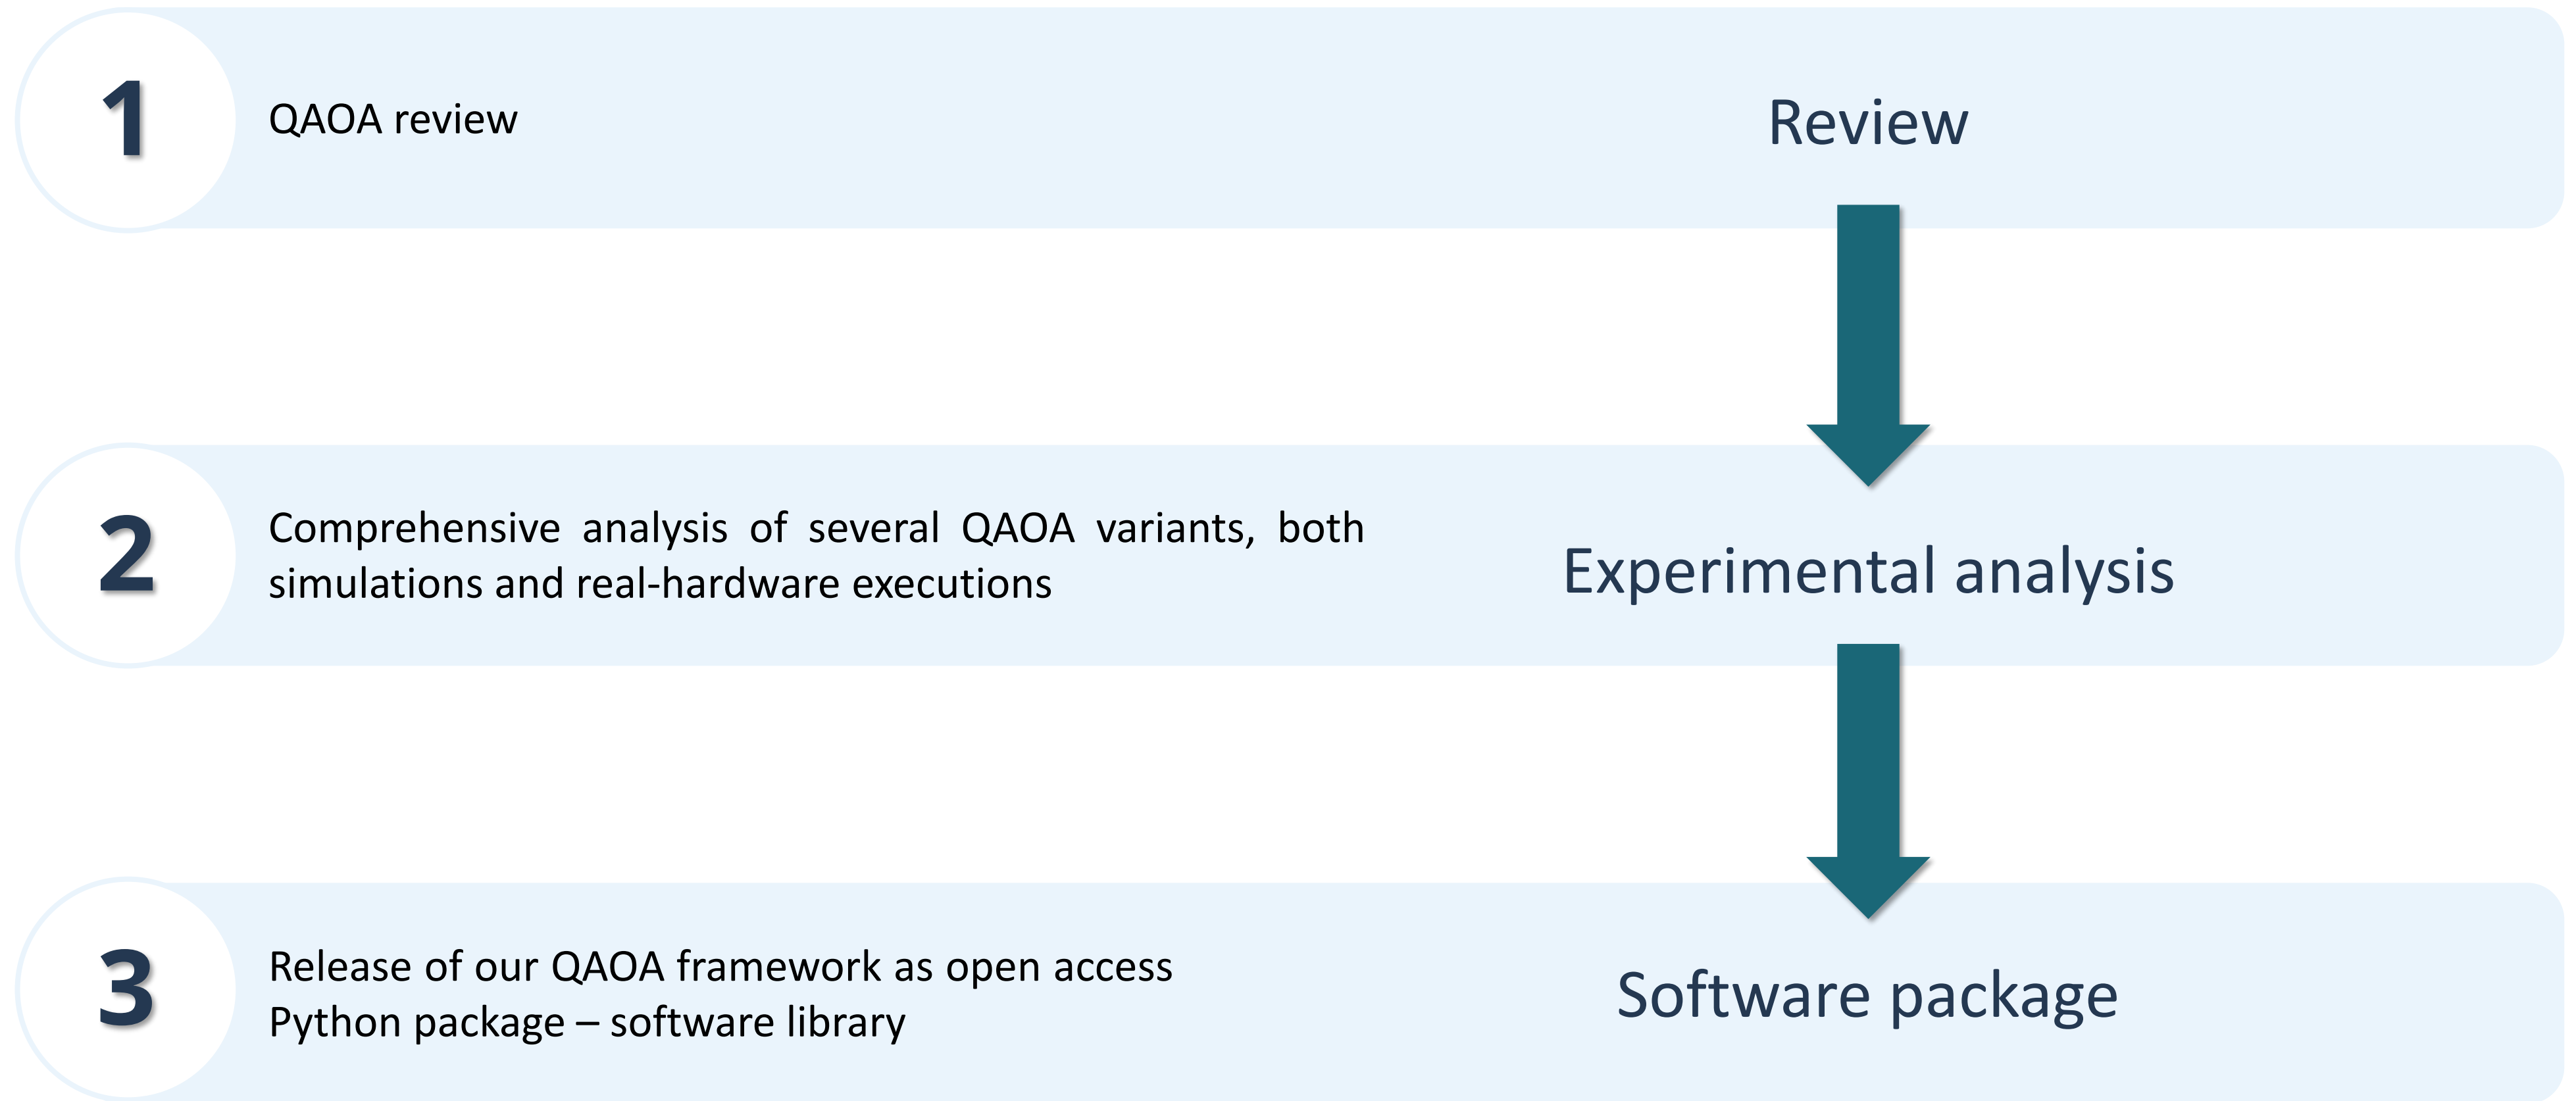 1
QAOA review
Review
2
Comprehensive analysis of several QAOA variants, both
simulations and real-hardware executions
Experimental analysis
3
Release of our QAOA framework as open access
Python package – software library
Software package